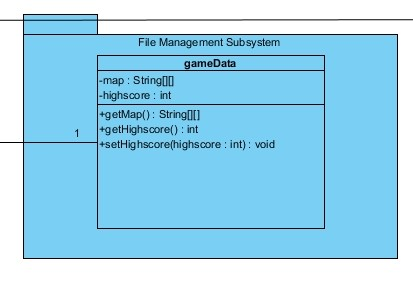 File Management Subsystem
gameData
-map : String[][]
-highscore : int
+getMap() : String[][]
+getHighscore() : int
1
+setHighscore(highscore : int) : void